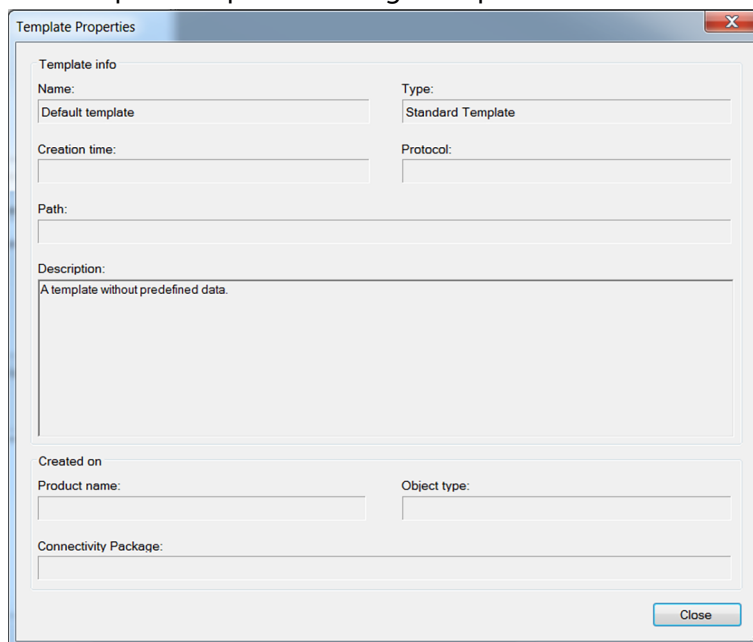 Template Properties
Template info
Name:
Type:
Default template
Standard Template
Creation time:
Protocol:
Path:
Description:
A template without predefined data.
Created on
Product name:
Object type:
Connectivity Package:
Close